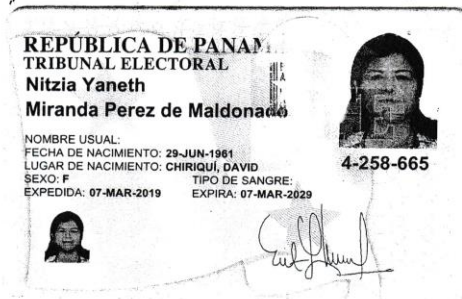 REPÚBLICA DE PANAM
TRIBUNAL ELECTORAL
Nitzia Yaneth
Miranda Perez de Maldonado
NOMBRE USUAL:
FECHA DE NACIMIENTO: 29-JUN-1961
LUGAR DE NACIMIENTO: CHIRIQUÍ, DAVID
SEXO: F TIPO DE SANGRE:
EXPEDIDA: 07-MAR-2019 EXPIRA: 07-MAR-2029
4-258-665